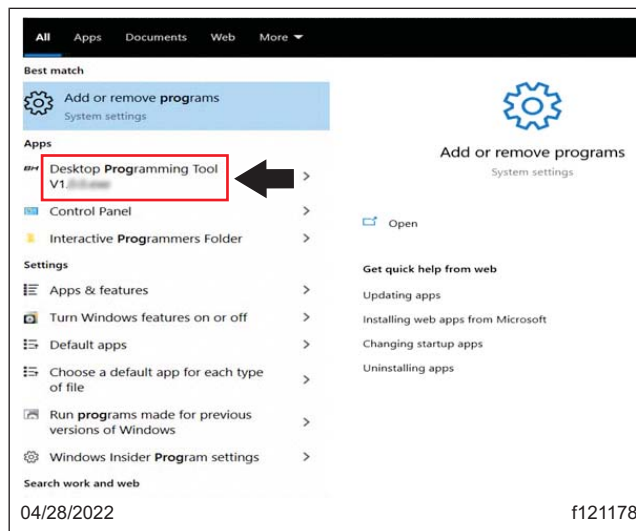 All Apps Documents Web More
Best match
Add or remove programs
System settings
Apps
Desktop Programming Tool
V1.
Control Panel
Interactive Programmers Folder
Settings
Apps & features
Turn Windows features on or off
Default apps
Choose a default app for each type
of file
Run programs made for previous
versions of Windows
Windows Insider Program settings
Search work and web
Add or remove programs
System settings
Open
Get quick help from web
Updating apps
Installing web apps from Microsoft
Changing startup apps
Uninstalling apps
04/28/2022
f121178